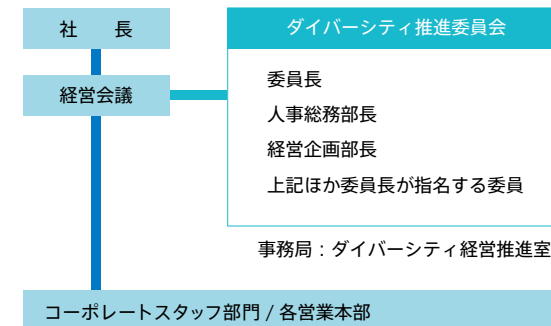 社　長
ダイバーシティ推進委員会
経営会議
委員長
人事総務部長
経営企画部長
上記ほか委員長が指名する委員
事務局：ダイバーシティ経営推進室
コーポレートスタッフ部門 / 各営業本部